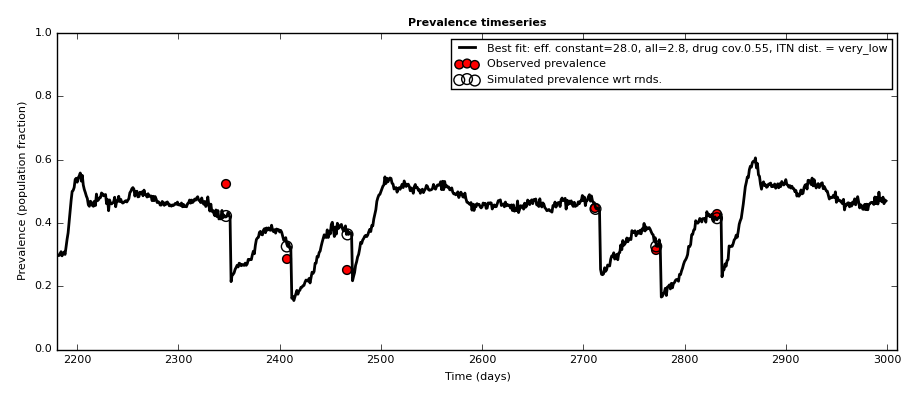 Prevalence timeseries
Best fit: eff. constant=28.0, all=2.8, drug cov.0.55, ITN dist. = very_low
Observed prevalence
Simulated prevalence wrt rnds.
Prevalence (population fraction)
1.0
0.8
0.6
0.4
0.2
0.0
2200 2300 2400 2500 2600 2700 2800 2900 3000
Time (days)